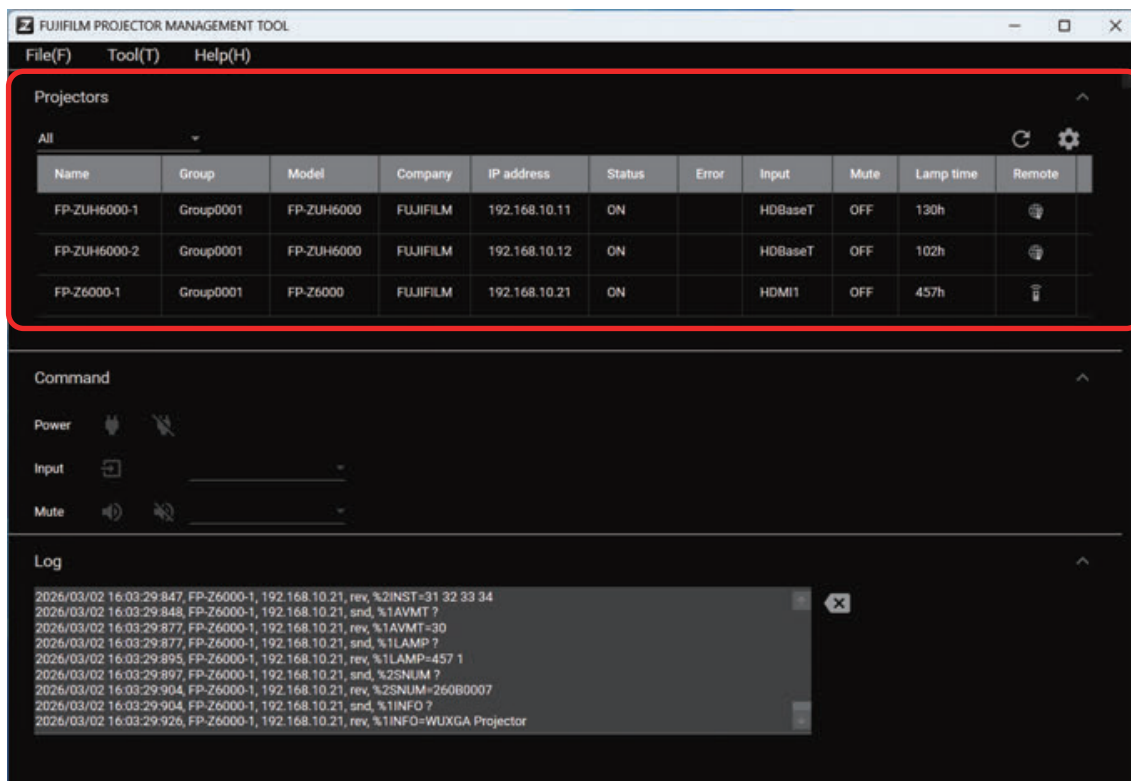 FUJIFILM PROJECTOR MANAGEMENT TOOL
File(F) Tool(T) Help(H)
Projectors
All
Name Group Model Company IP address Status Error Input Mute Lamp time Remote
FP-ZUH6000-1 Group0001 FP-ZUH6000 FUJIFILM 192.168.10.11 ON HDBaseT OFF 130h
FP-ZUH6000-2 Group0001 FP-ZUH6000 FUJIFILM 192.168.10.12 ON HDBaseT OFF 102h
FP-Z6000-1 Group0001 FP-Z6000 FUJIFILM 192.168.10.21 ON HDMI1 OFF 457h
Command
Power
Input
Mute
Log
2026/03/02 16:03:29:847, FP-Z6000-1, 192.168.10.21, rev, %2INST=31 32 33 34
2026/03/02 16:03:29:848, FP-Z6000-1, 192.168.10.21, snd, %1AVMT ?
2026/03/02 16:03:29:877, FP-Z6000-1, 192.168.10.21, rev, %1AVMT=30
2026/03/02 16:03:29:877, FP-Z6000-1, 192.168.10.21, snd, %1LAMP ?
2026/03/02 16:03:29:895, FP-Z6000-1, 192.168.10.21, rev, %1LAMP=457 1
2026/03/02 16:03:29:897, FP-Z6000-1, 192.168.10.21, snd, %2SNUM ?
2026/03/02 16:03:29:904, FP-Z6000-1, 192.168.10.21, rev, %2SNUM=260B0007
2026/03/02 16:03:29:904, FP-Z6000-1, 192.168.10.21, snd, %1INFO ?
2026/03/02 16:03:29:926, FP-Z6000-1, 192.168.10.21, rev, %1INFO=WUXGA Projector